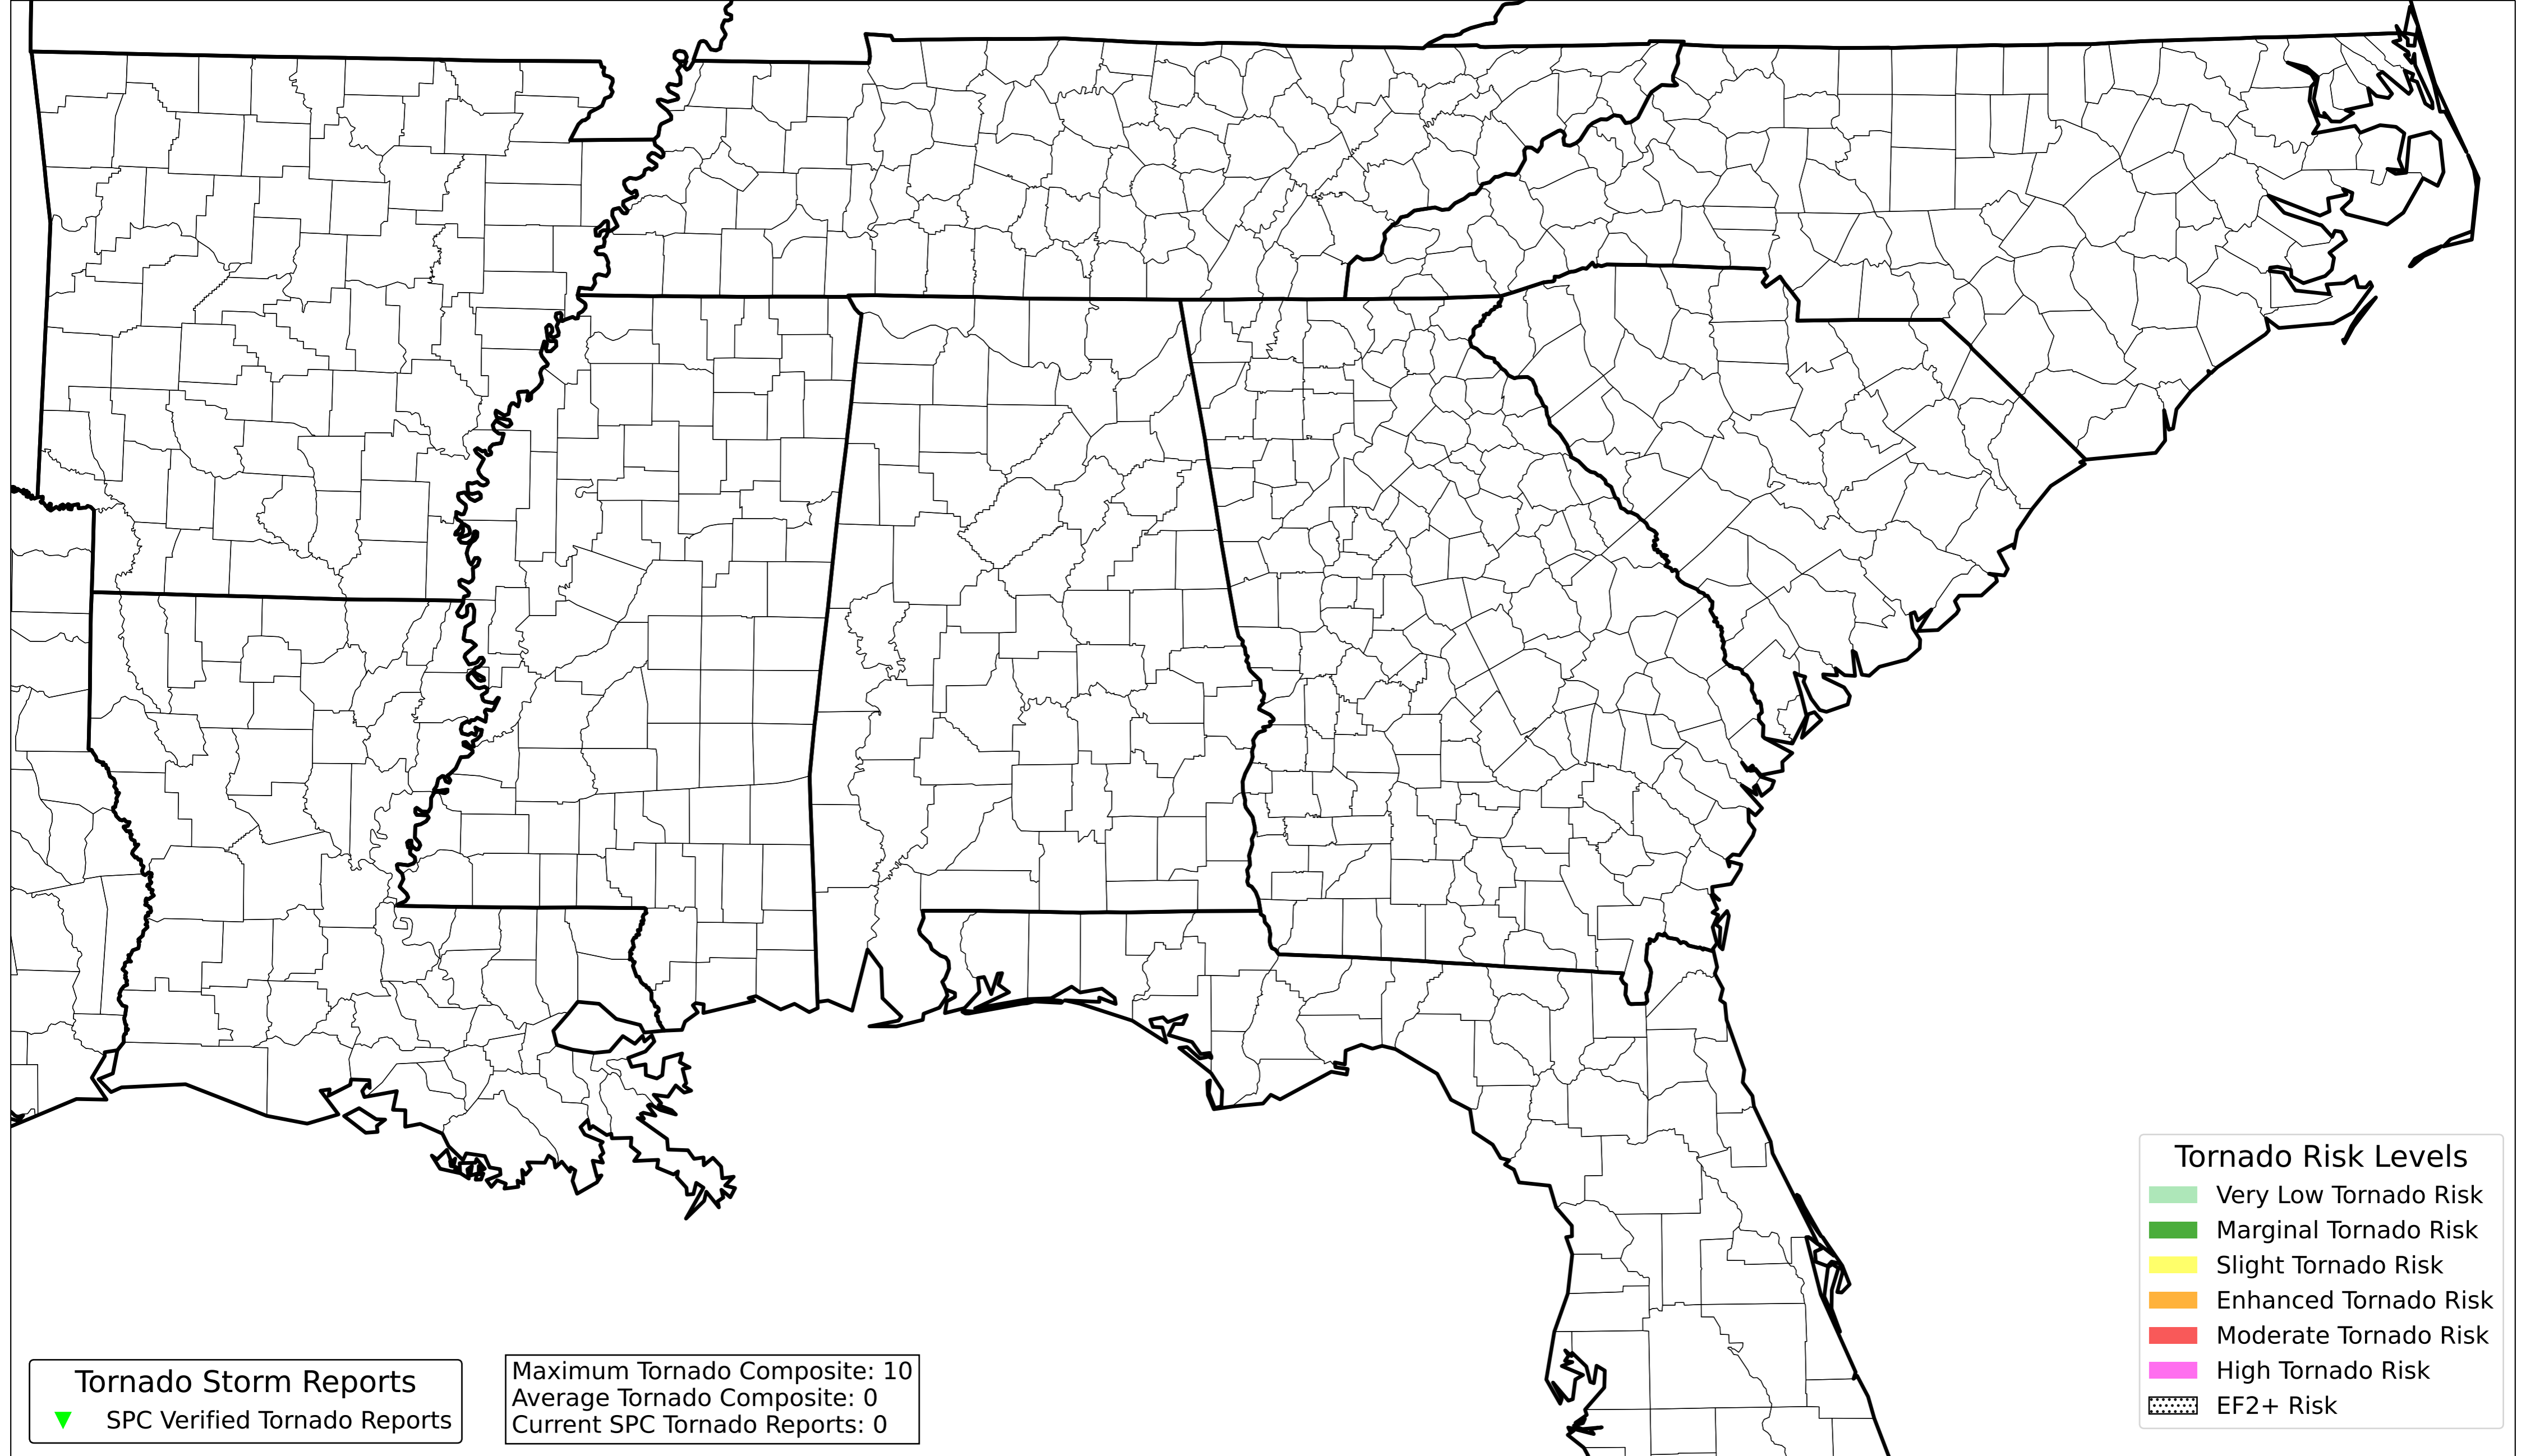 Tornado Storm Reports
SPC Verified Tornado Reports
Maximum Tornado Composite: 10
Average Tornado Composite: 0
Current SPC Tornado Reports: 0
Tornado Risk Levels
Very Low Tornado Risk
Marginal Tornado Risk
Slight Tornado Risk
Enhanced Tornado Risk
Moderate Tornado Risk
High Tornado Risk
EF2+ Risk